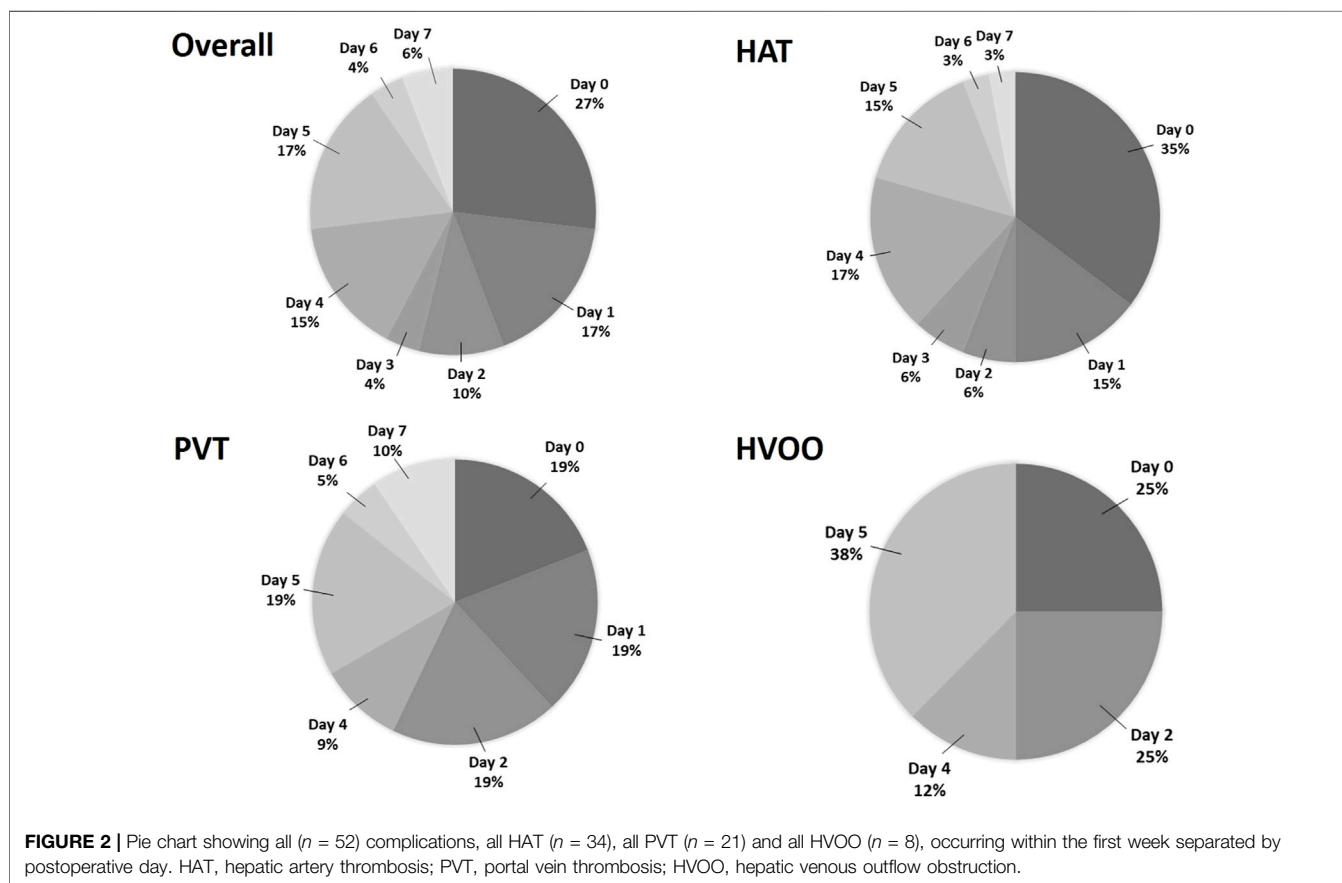 Overall
Day 0
27%
Day 1
17%
Day 2
10%
Day 3
4%
Day 4
15%
Day 5
17%
Day 6
4%
Day 7
6%
HAT
Day 0
35%
Day 1
15%
Day 2
6%
Day 3
6%
Day 4
17%
Day 5
15%
Day 6
3%
Day 7
3%
PVT
Day 0
19%
Day 1
19%
Day 2
19%
Day 4
9%
Day 5
19%
Day 6
5%
Day 7
10%
HVOO
Day 0
25%
Day 2
25%
Day 4
12%
Day 5
38%
FIGURE 2 | Pie chart showing all (n = 52) complications, all HAT (n = 34), all PVT (n = 21) and all HVOO (n = 8), occurring within the first week separated by
postoperative day. HAT, hepatic artery thrombosis; PVT, portal vein thrombosis; HVOO, hepatic venous outflow obstruction.